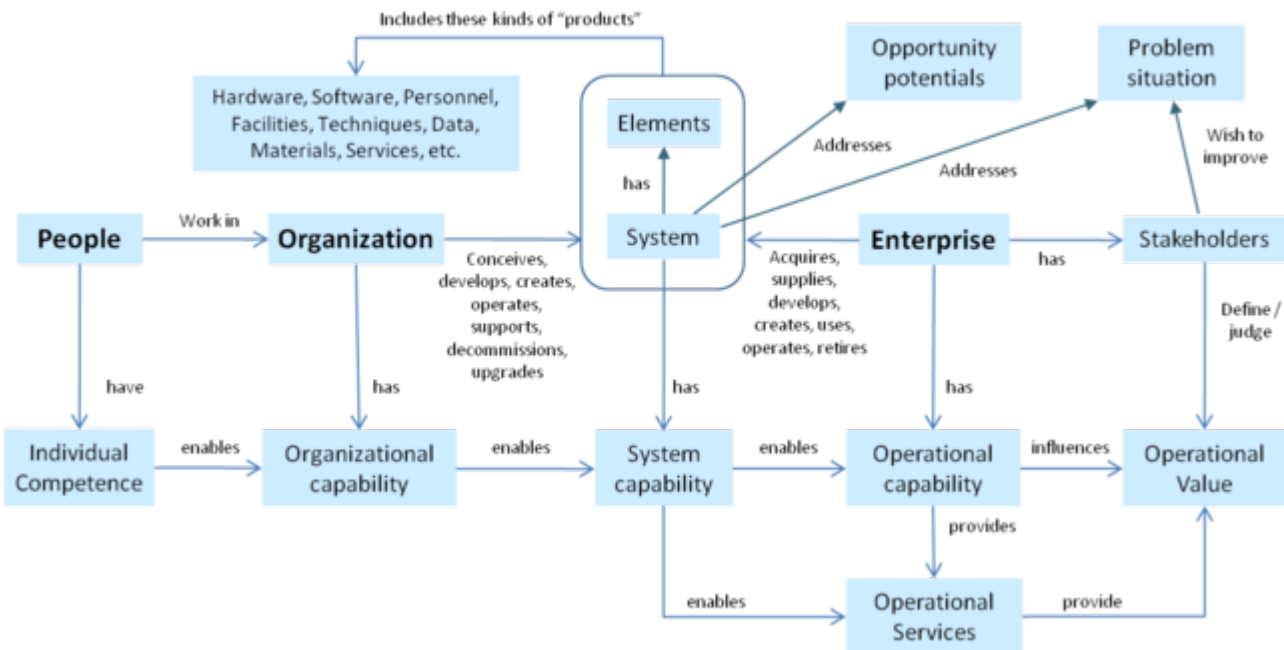 Includes these kinds of “products”
Opportunity
potentials
Problem
situation
Hardware, Software, Personnel,
Facilities, Techniques, Data,
Materials, Services, etc.
Elements
Addresses
Addresses
Wish to
improve
has
People
Work in
Organization
System
Enterprise
has
Stakeholders
Conceives,
develops, creates,
operates,
supports,
decommissions,
upgrades
Acquires,
supplies,
develops,
creates, uses,
operates, retires
Define /
judge
have
has
has
has
Individual
Competence
enables
Organizational
capability
enables
System
capability
enables
Operational
capability
influences
Operational
Value
provides
enables
Operational
Services
provide